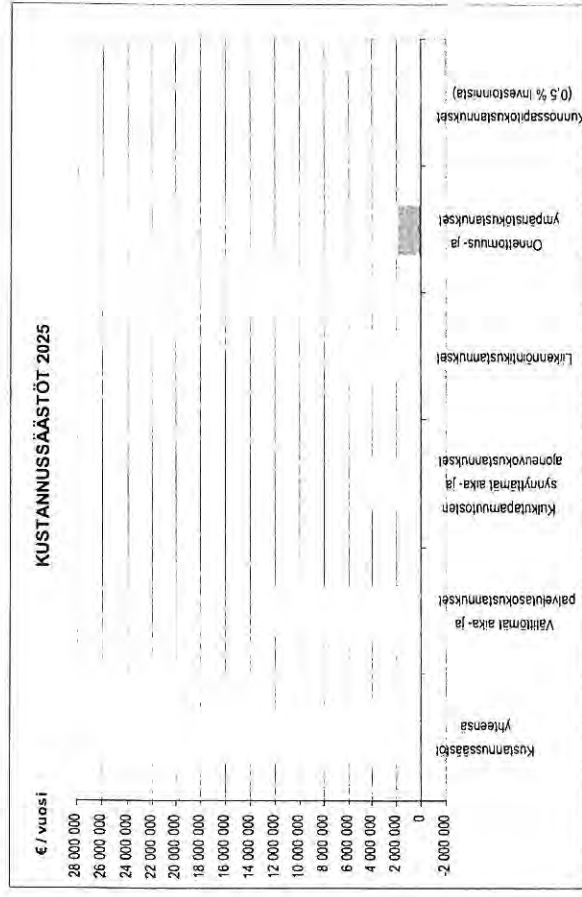 KUSTANNUSSÄÄSTÖT 2025
€ / vuosi
28 000 000
26 000 000
24 000 000
22 000 000
20 000 000
18 000 000
16 000 000
14 000 000
12 000 000
10 000 000
8 000 000
6 000 000
4 000 000
2 000 000
0
-2 000 000
Kustannussäästöt
yhteensä
Välittömät aika- ja
palvelutasokustannukset
Kulkutapamuutosten
synnyttämät aika- ja
ajoneuvokustannukset
Liikennöintikustannukset
Onnettomuus- ja
ympäristökustannukset
Kunnossapitokustannukset
(0,5 % investoinnista)